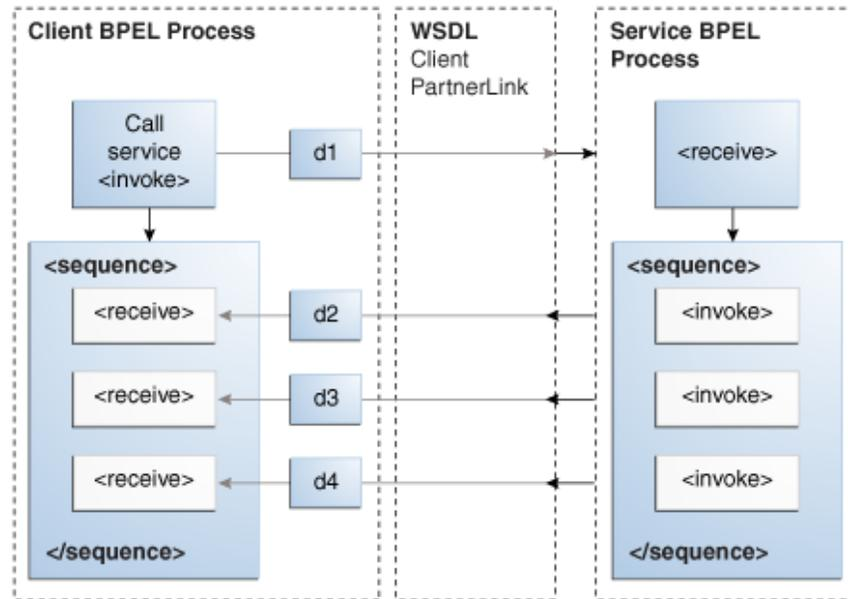 Client BPEL Process
Call
service
<invoke>
d1
<sequence>
<receive>
d2
<receive>
d3
<receive>
d4
</sequence>
WSDL
Client
PartnerLink
Service BPEL
Process
<receive>
<sequence>
<invoke>
<invoke>
<invoke>
</sequence>